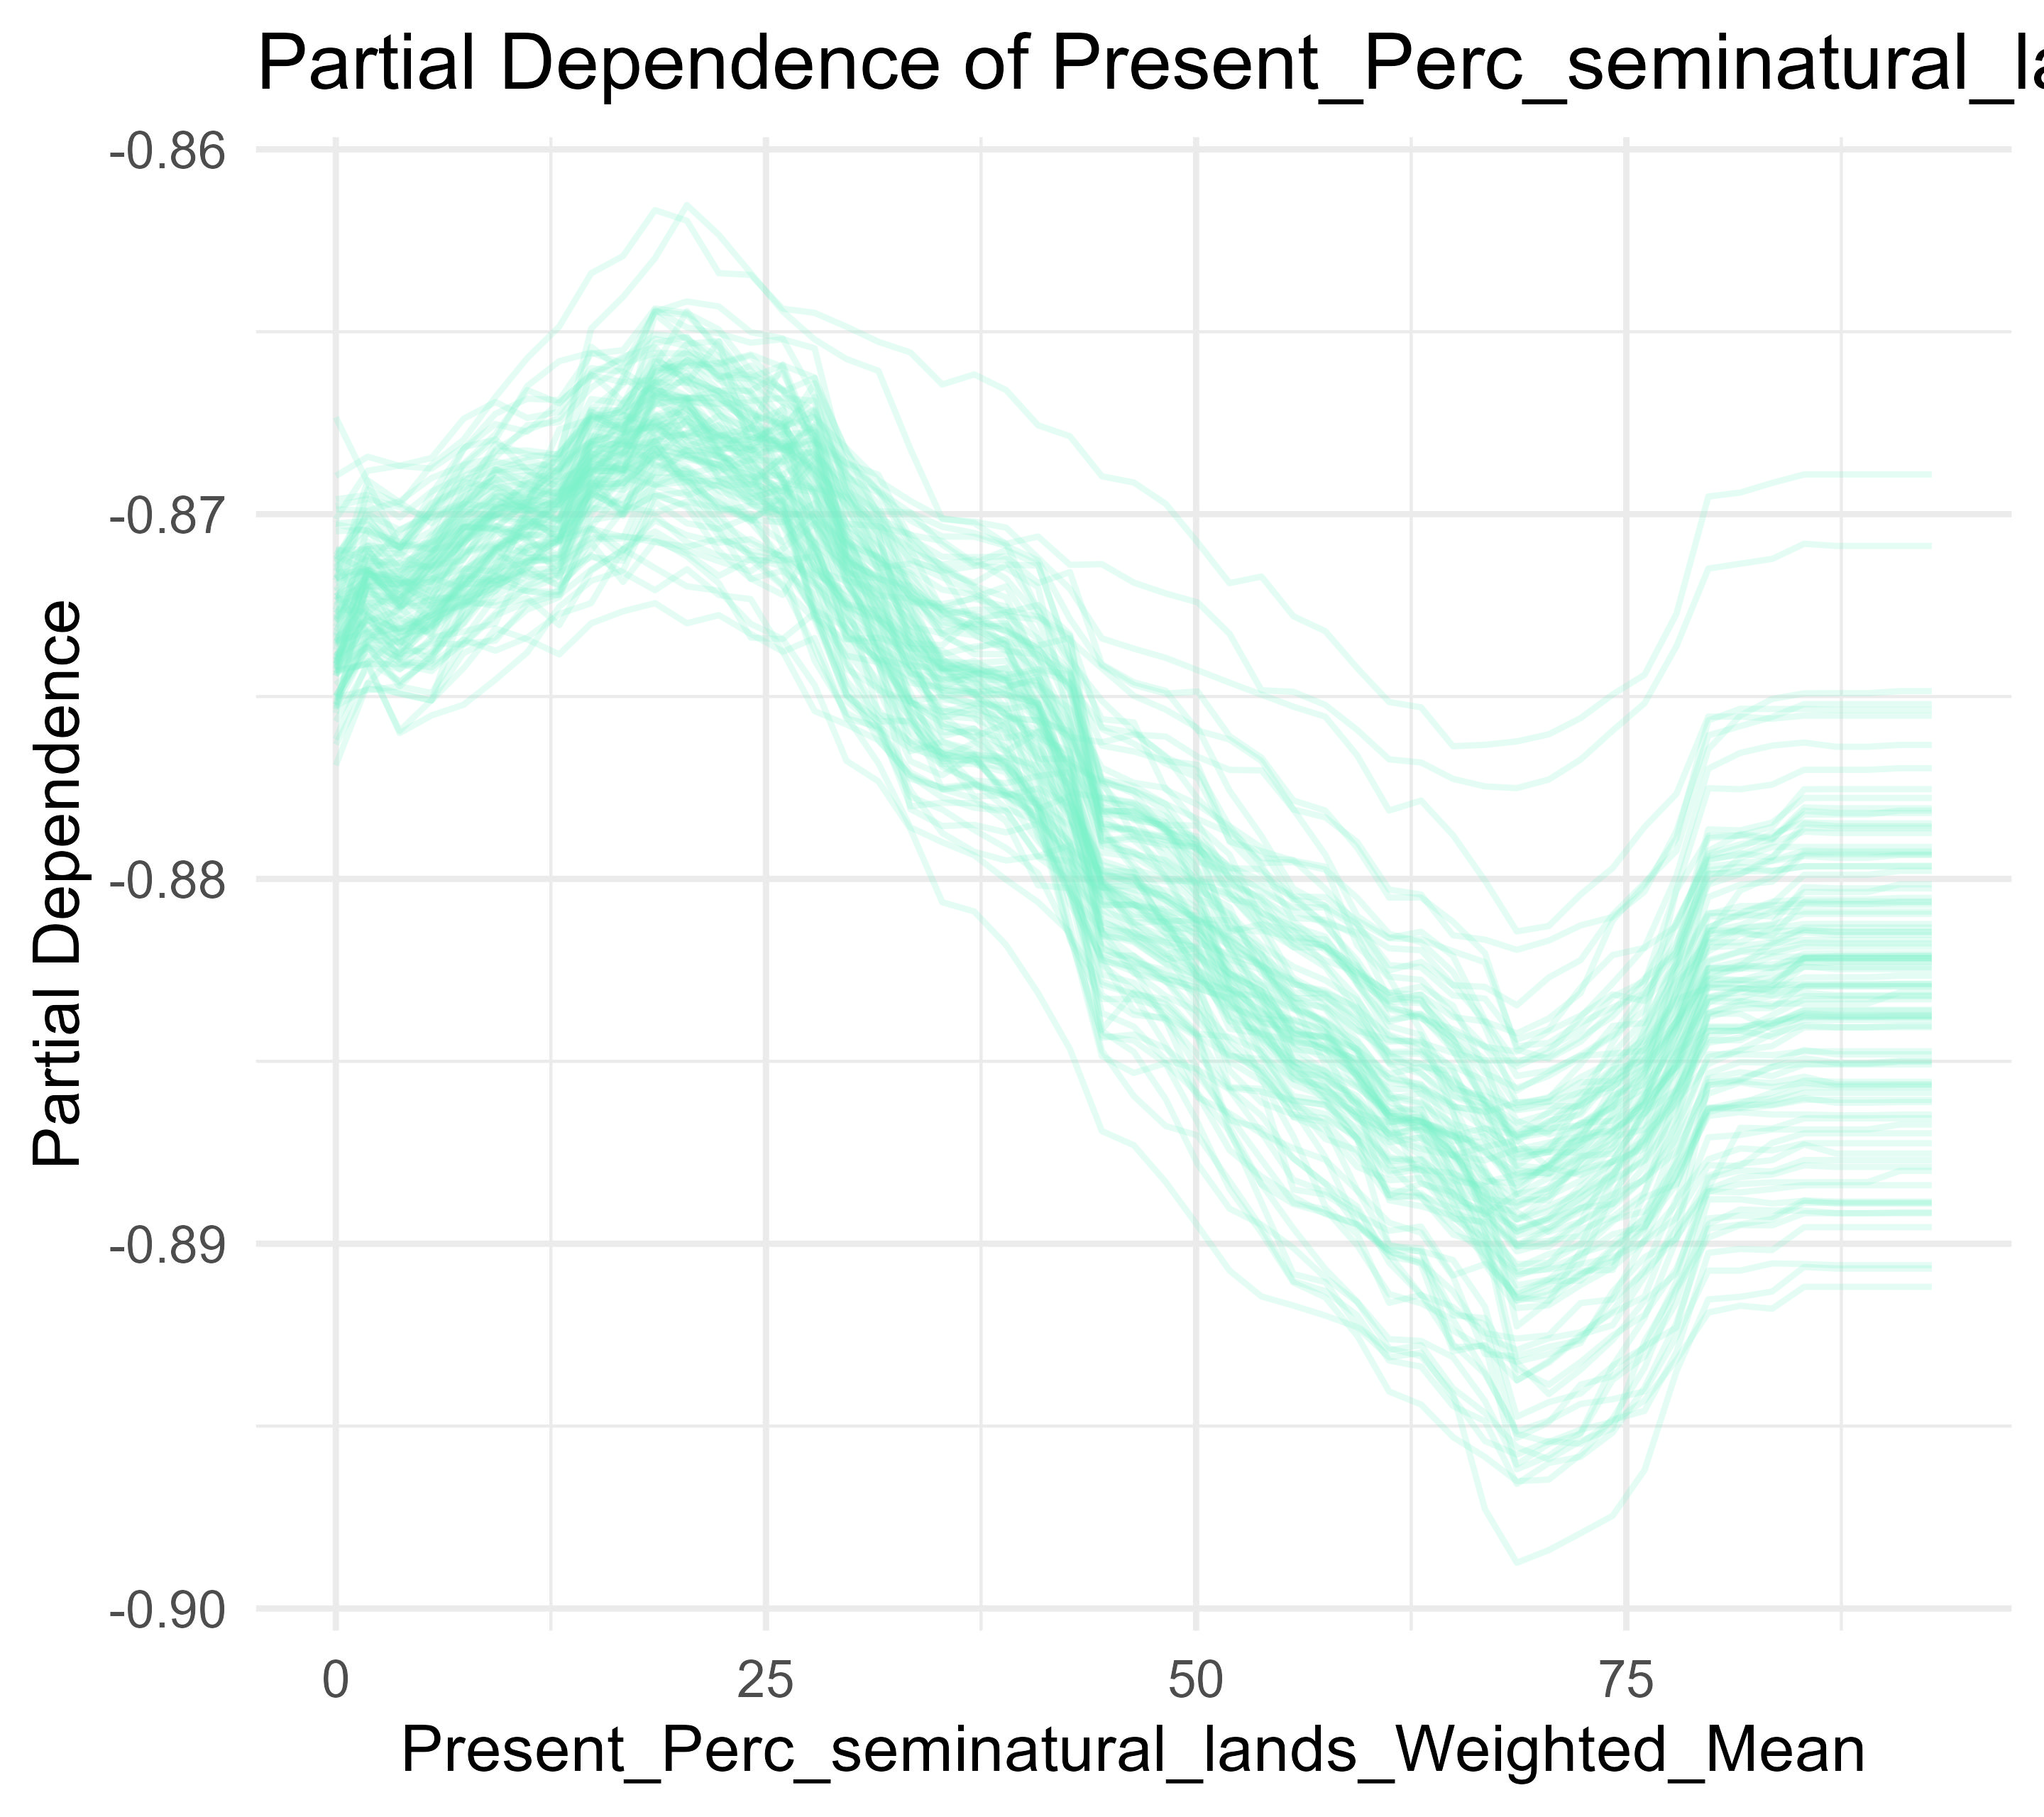 Partial Dependence of Present_Perc_seminatural_la
-0.86
-0.87
-0.88
-0.89
-0.90
Partial Dependence
0 25 50 75
Present_Perc_seminatural_lands_Weighted_Mean